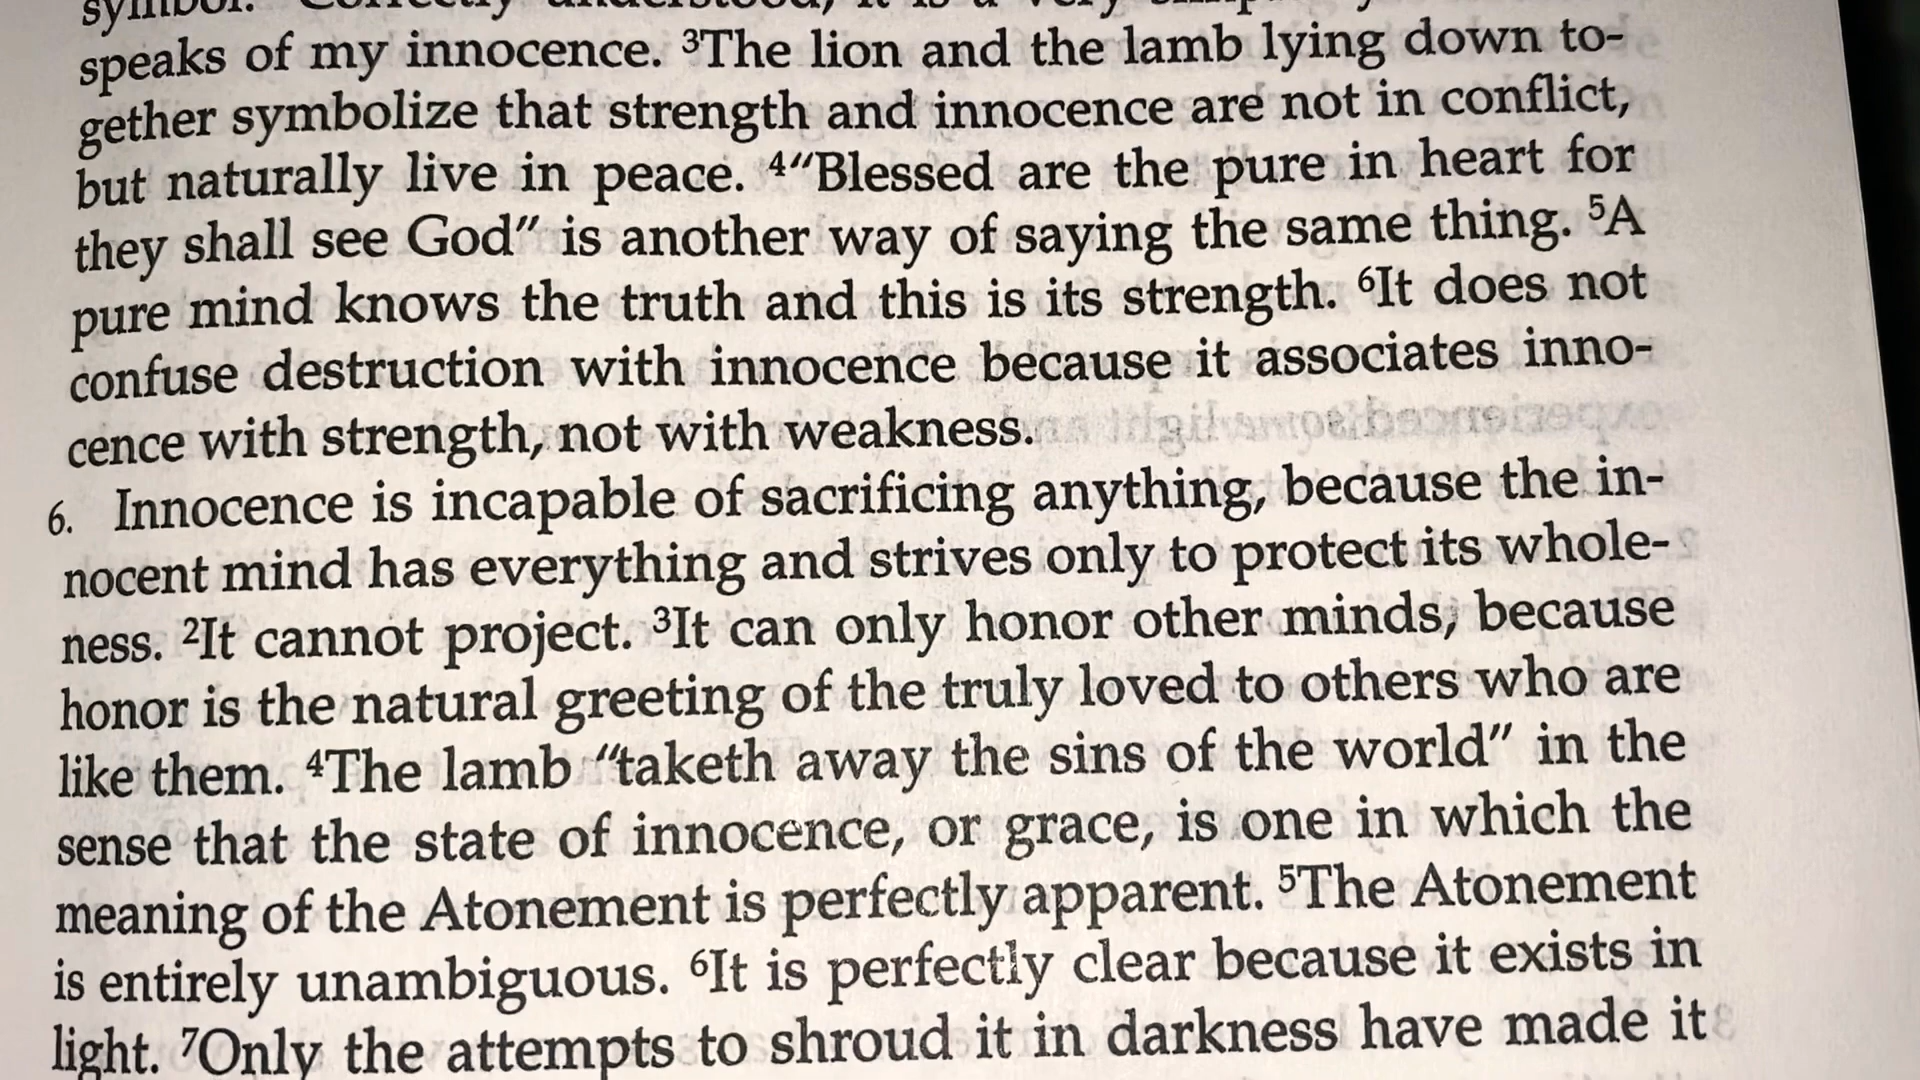 symbol. Correctly understood, it is a very
speaks of my innocence. ³The lion and the lamb lying down to-
gether symbolize that strength and innocence are not in conflict,
but naturally live in peace. ⁴“Blessed are the pure in heart for
they shall see God” is another way of saying the same thing. ⁵A
pure mind knows the truth and this is its strength. ⁶It does not
confuse destruction with innocence because it associates inno-
cence with strength, not with weakness.
6. Innocence is incapable of sacrificing anything, because the in-
nocent mind has everything and strives only to protect its whole-
ness. ²It cannot project. ³It can only honor other minds, because
honor is the natural greeting of the truly loved to others who are
like them. ⁴The lamb “taketh away the sins of the world” in the
sense that the state of innocence, or grace, is one in which the
meaning of the Atonement is perfectly apparent. ⁵The Atonement
is entirely unambiguous. ⁶It is perfectly clear because it exists in
light. ⁷Only the attempts to shroud it in darkness have made it